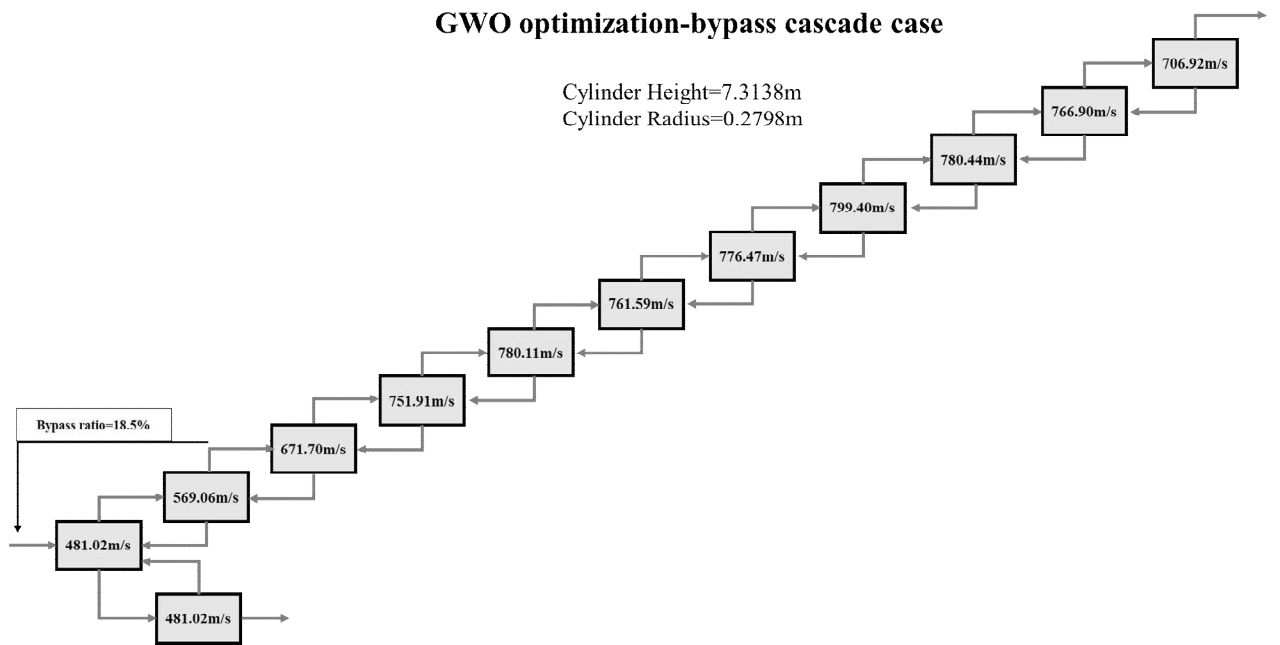 GWO optimization-bypass cascade case
Cylinder Height=7.3138m
Cylinder Radius=0.2798m
706.92m/s
766.90m/s
780.44m/s
799.40m/s
776.47m/s
761.59m/s
780.11m/s
751.91m/s
Bypass ratio=18.5%
671.70m/s
569.06m/s
481.02m/s
481.02m/s